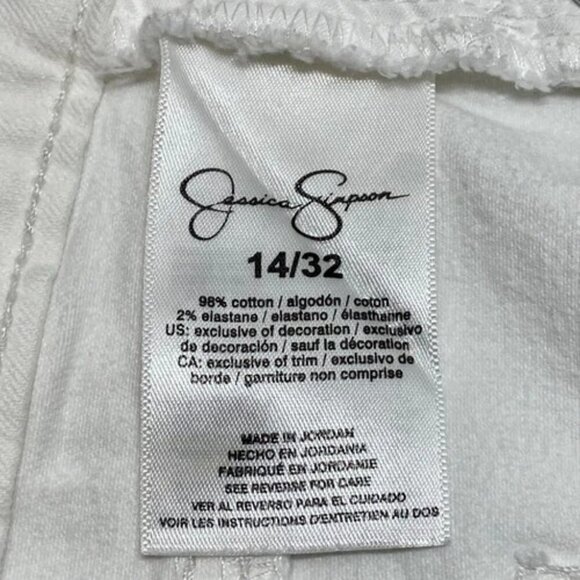 Jessica Simpson
14/32
98% cotton / algodón / coton
2% elastane / elastano / élasthanne
US: exclusive of decoration / exclusivo
de decoración / sauf la décoration
CA: exclusive of trim / exclusivo de
borde / garniture non comprise
MADE IN JORDAN
HECHO EN JORDANIA
FABRIQUÉ EN JORDANIE
SEE REVERSE FOR CARE
VER AL REVERSO PARA EL CUIDADO
VOIR LES INSTRUCTIONS D'ENTRETIEN AU DOS